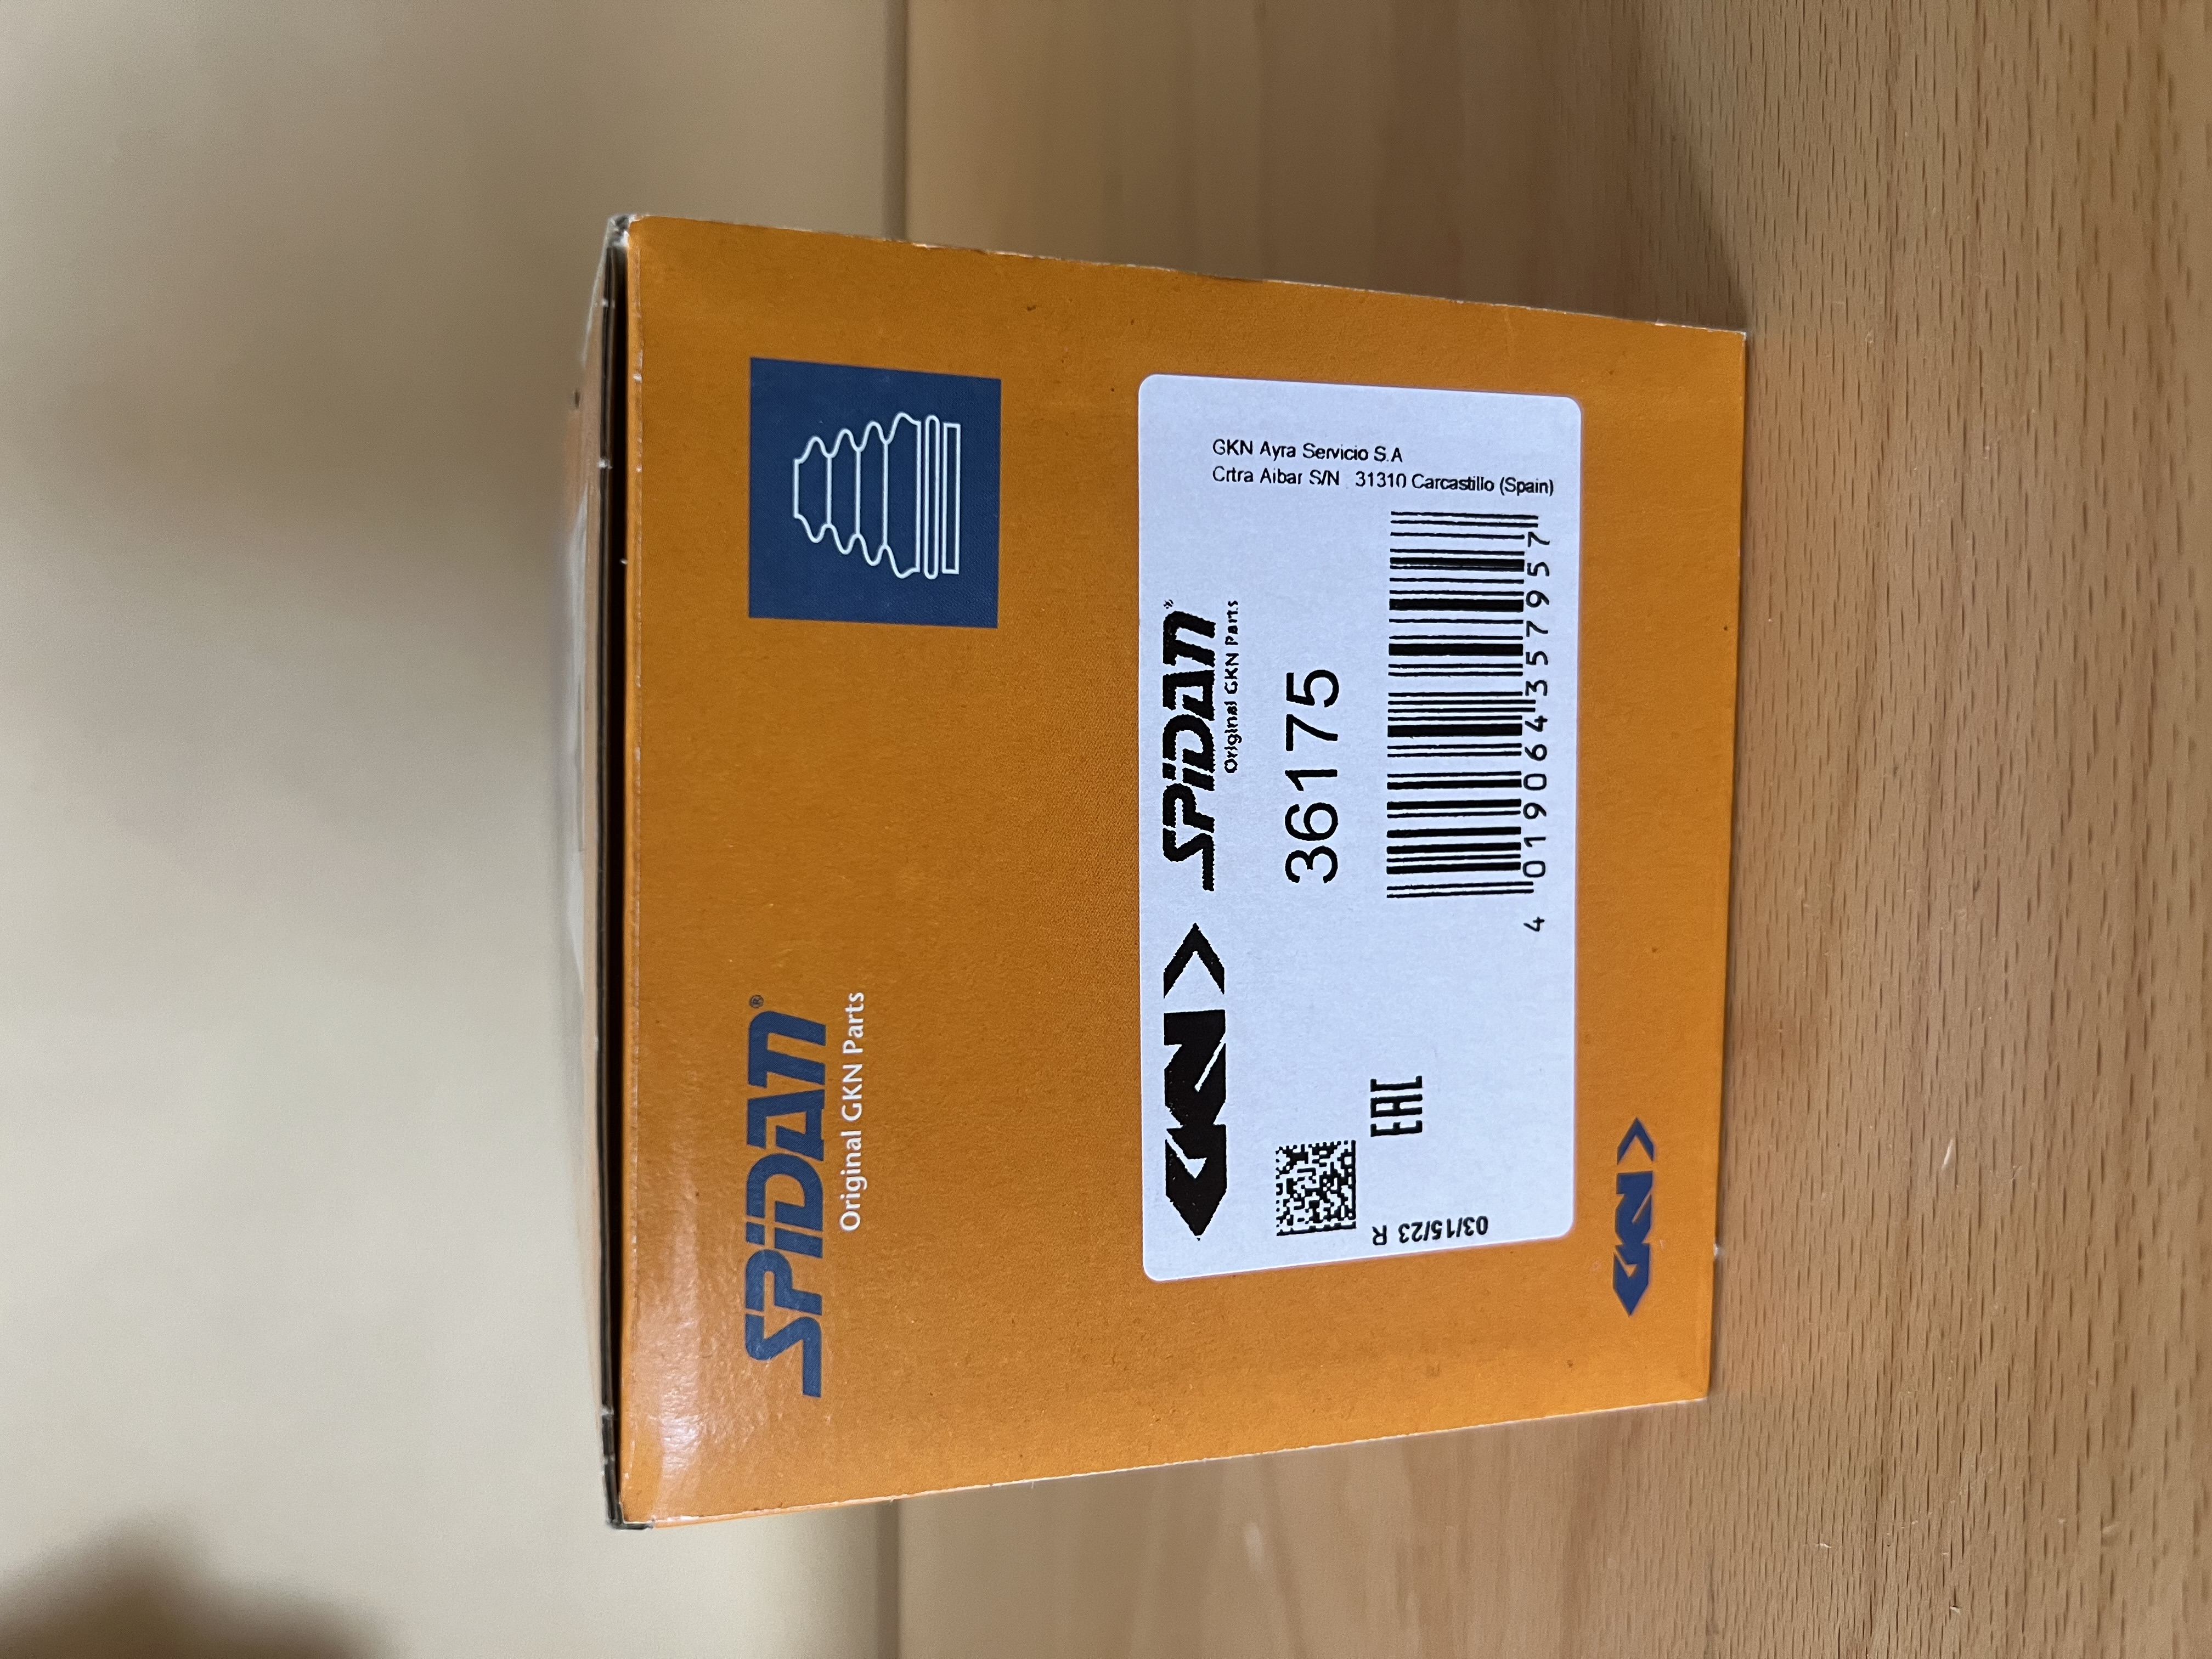 SPiDAN®
Original GKN Parts
GKN SPiDAN®
Original GKN Parts
36175
GKN Ayra Servicio S.A
Crtra Aibar S/N 31310 Carcastillo (Spain)
EAC
03/15/23 R
4 019064 357957
GKN